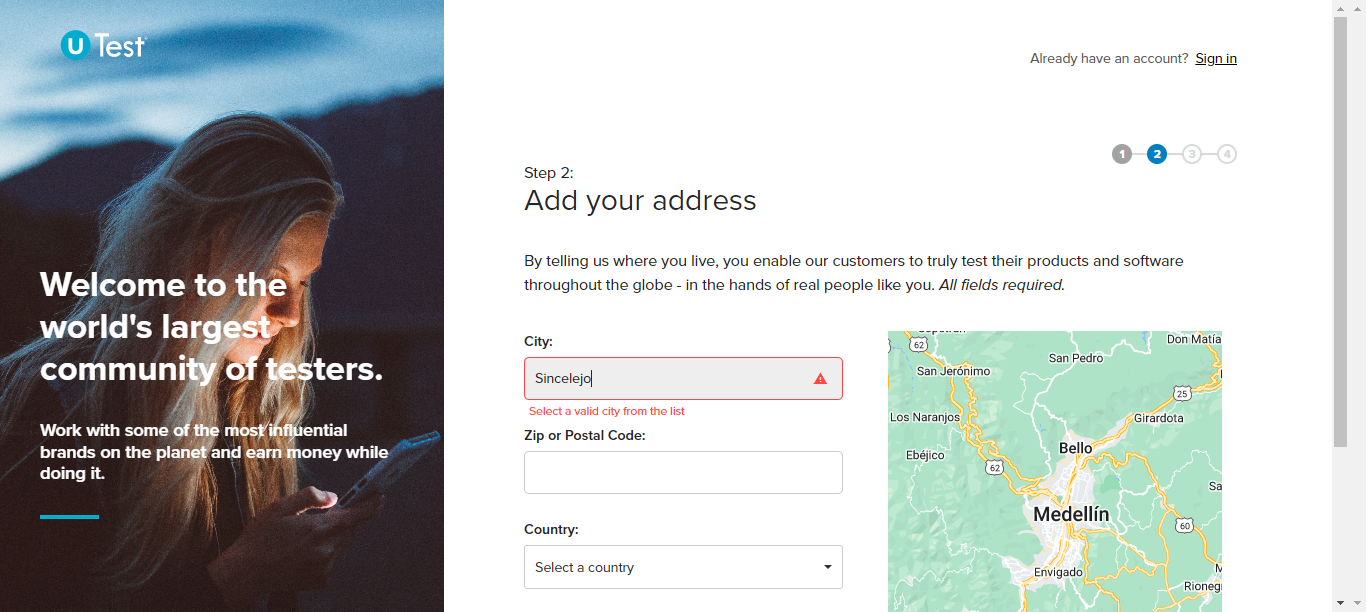 U Test
Already have an account? Sign in
1 2 3 4
Step 2:
Add your address
Welcome to the
world's largest
community of testers.
Work with some of the most influential
brands on the planet and earn money while
doing it.
By telling us where you live, you enable our customers to truly test their products and software
throughout the globe - in the hands of real people like you. All fields required.
City:
Sincelejo
Select a valid city from the list
Zip or Postal Code:
Country:
Select a country
62
Don Matía
San Pedro
San Jerónimo
25
Los Naranjos
Girardota
Bello
Ebéjico
62
Medellín
60
Envigado
Rioneg